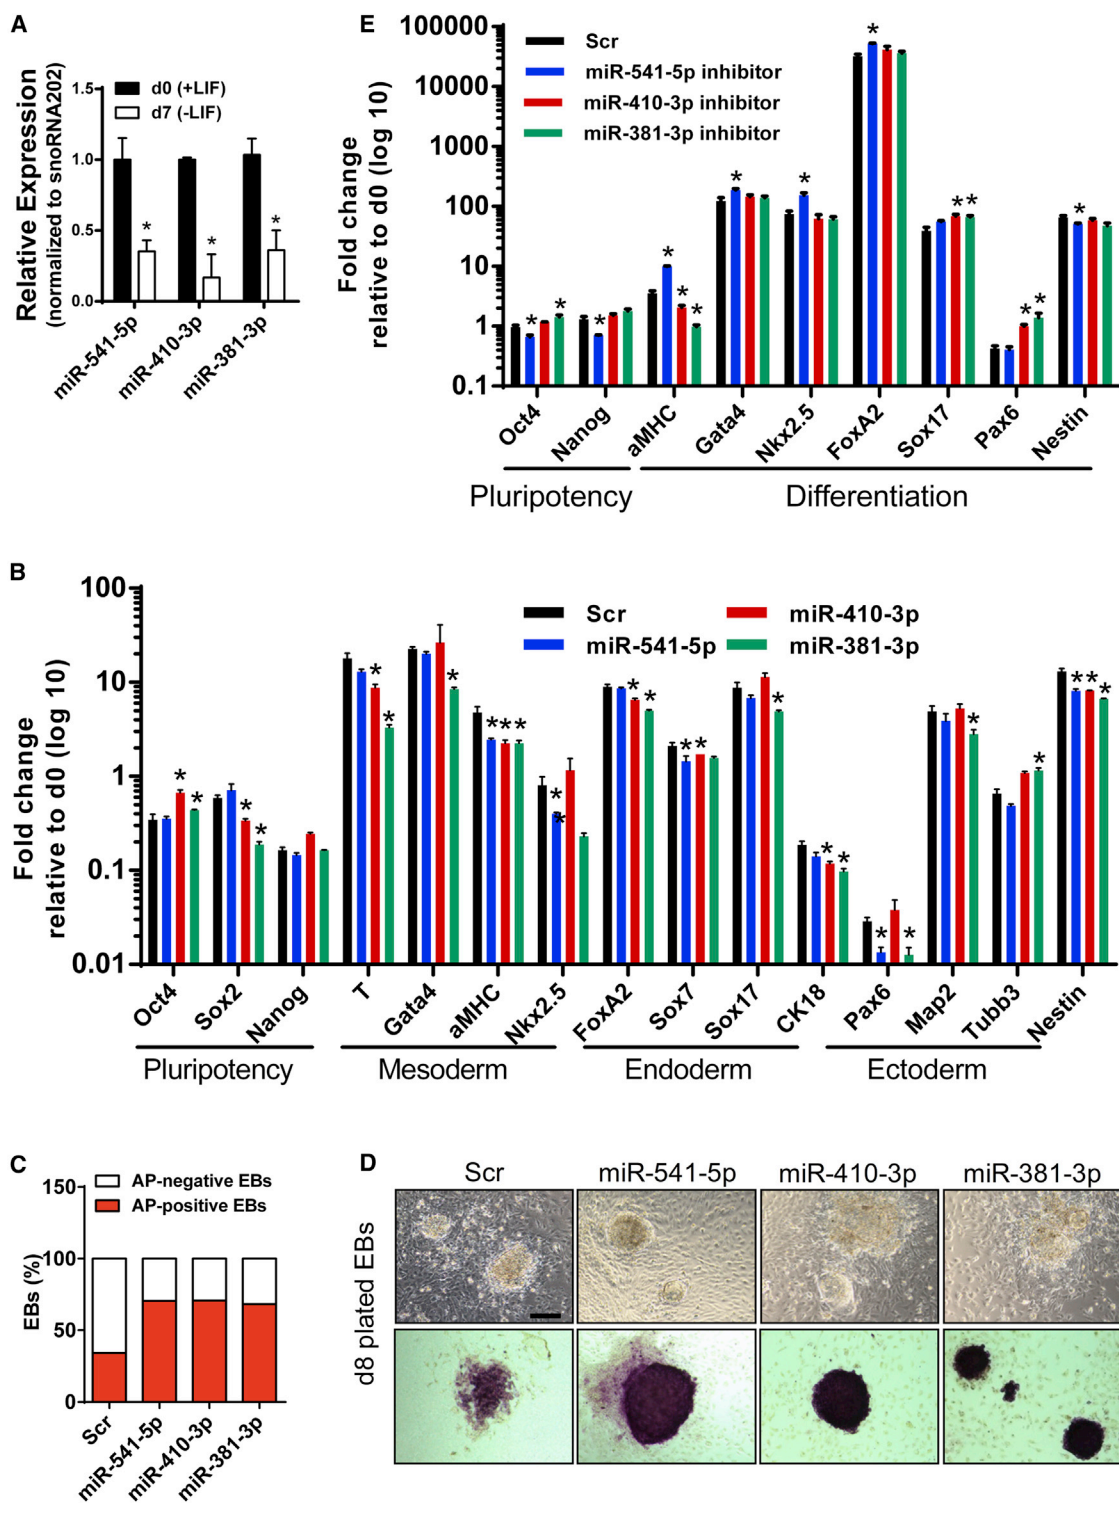 A
Relative Expression
(normalized to snoRNA202)
1.5
1.0
0.5
0.0
d0 (+LIF)
d7 (-LIF)
*
*
*
miR-541-5p
miR-410-3p
miR-381-3p
E
Fold change
relative to d0 (log 10)
100000
10000
1000
100
10
1
0.1
Scr
miR-541-5p inhibitor
miR-410-3p inhibitor
miR-381-3p inhibitor
* * * * * * * * * * * * * * *
Oct4
Nanog
aMHC
Gata4
Nkx2.5
FoxA2
Sox17
Pax6
Nestin
Pluripotency
Differentiation
B
Fold change
relative to d0 (log 10)
100
10
1
0.1
0.01
Scr
miR-541-5p
miR-410-3p
miR-381-3p
* * * * * * * * * * * * * * * * * * * * * * * * *
Oct4
Sox2
Nanog
T
Gata4
aMHC
Nkx2.5
FoxA2
Sox7
Sox17
CK18
Pax6
Map2
Tubb3
Nestin
Pluripotency
Mesoderm
Endoderm
Ectoderm
C
EBs (%)
150
100
50
0
AP-negative EBs
AP-positive EBs
Scr
miR-541-5p
miR-410-3p
miR-381-3p
D
Scr
miR-541-5p
miR-410-3p
miR-381-3p
d8 plated EBs